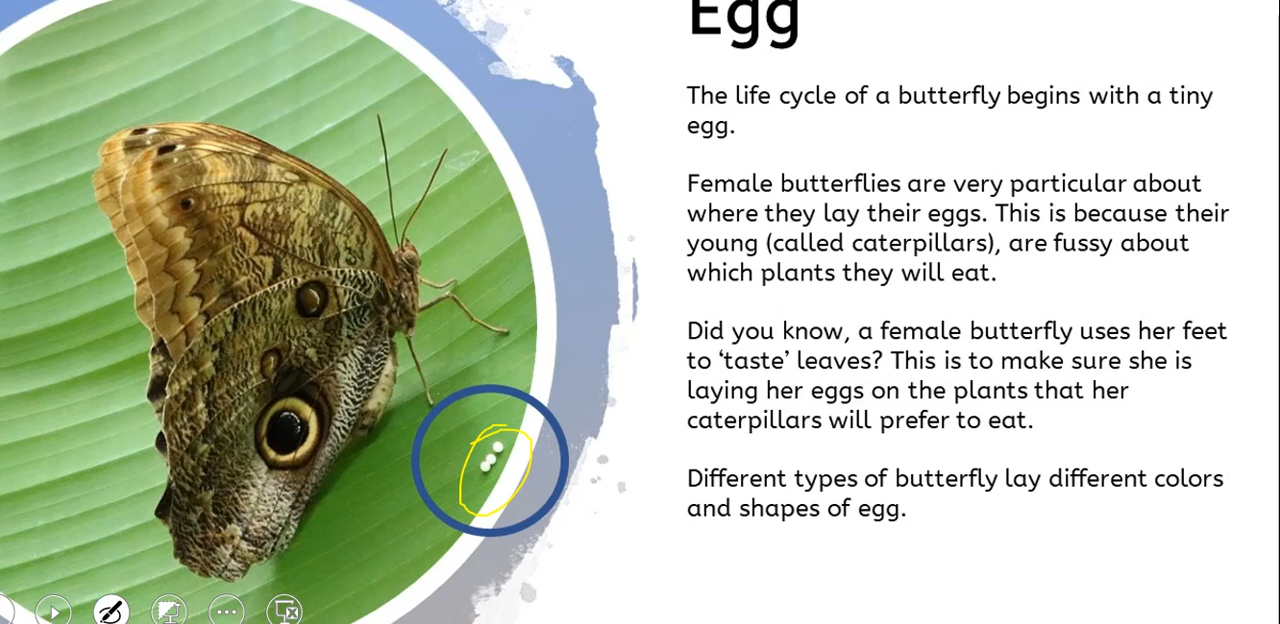 Egg
The life cycle of a butterfly begins with a tiny
egg.
Female butterflies are very particular about
where they lay their eggs. This is because their
young (called caterpillars), are fussy about
which plants they will eat.
Did you know, a female butterfly uses her feet
to ‘taste’ leaves? This is to make sure she is
laying her eggs on the plants that her
caterpillars will prefer to eat.
Different types of butterfly lay different colors
and shapes of egg.